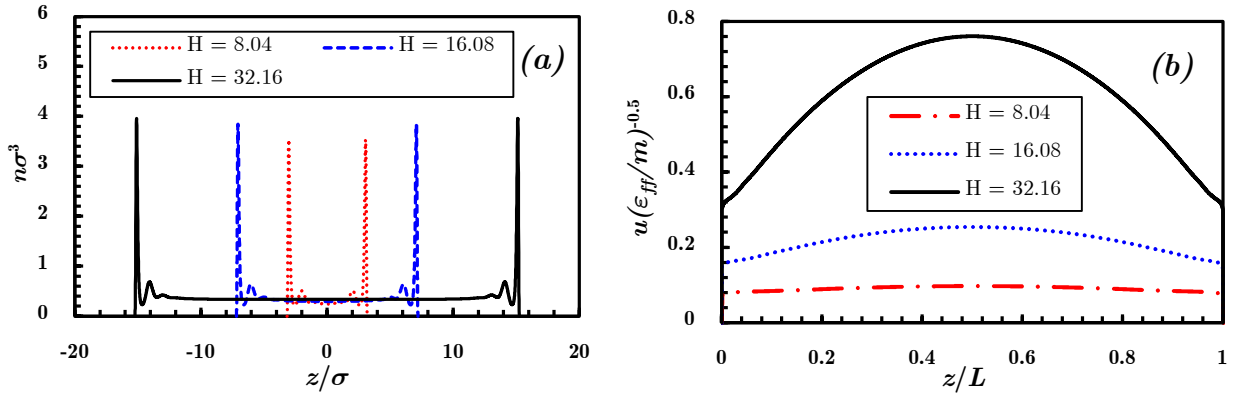 6
5
4
3
2
1
0
nσ³
H = 8.04
H = 16.08
H = 32.16
(a)
-20
-10
0
10
20
z/σ
0.8
0.6
0.4
0.2
0
u(ε_ff/m)^-0.5
(b)
H = 8.04
H = 16.08
H = 32.16
0
0.2
0.4
0.6
0.8
1
z/L